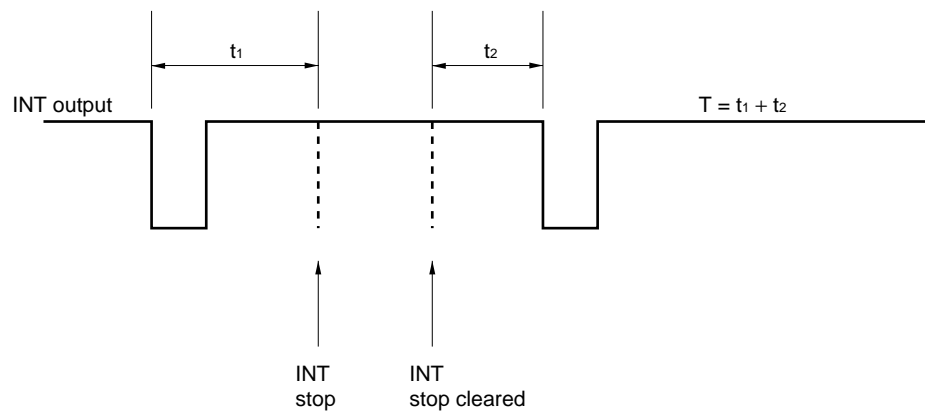 t₁
t₂
INT output
T = t₁ + t₂
INT
stop
INT
stop cleared